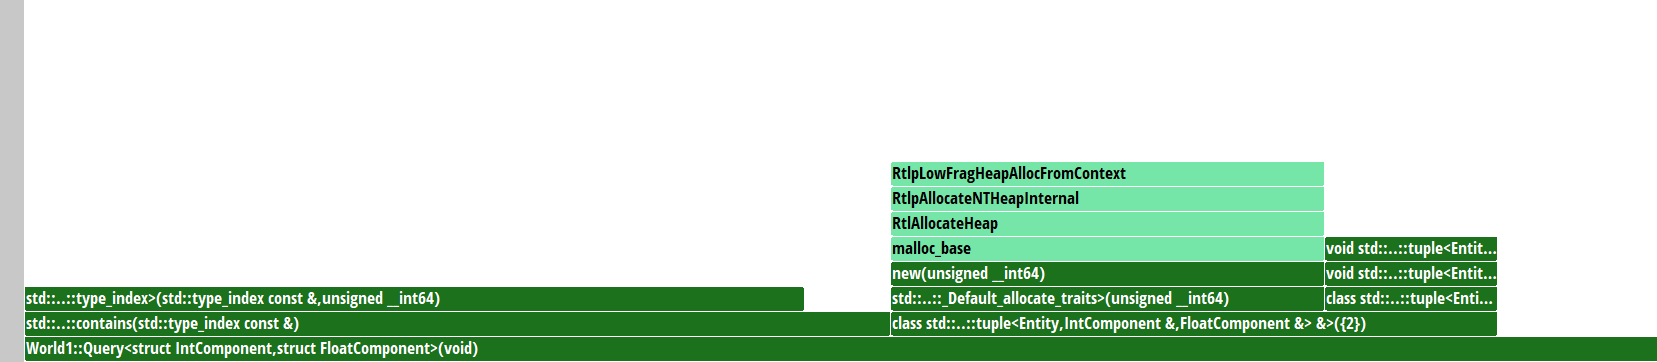 RtlpLowFragHeapAllocFromContext
RtlpAllocateNTHeapInternal
RtlAllocateHeap
malloc_base void std::..::tuple<Entit...
new(unsigned __int64) void std::..::tuple<Entit...
std::..::type_index>(std::type_index const &,unsigned __int64) std::..::_Default_allocate_traits>(unsigned __int64) class std::..::tuple<Enti...
std::..::contains(std::type_index const &) class std::..::tuple<Entity,IntComponent &,FloatComponent &> &>({2})
World1::Query<struct IntComponent,struct FloatComponent>(void)